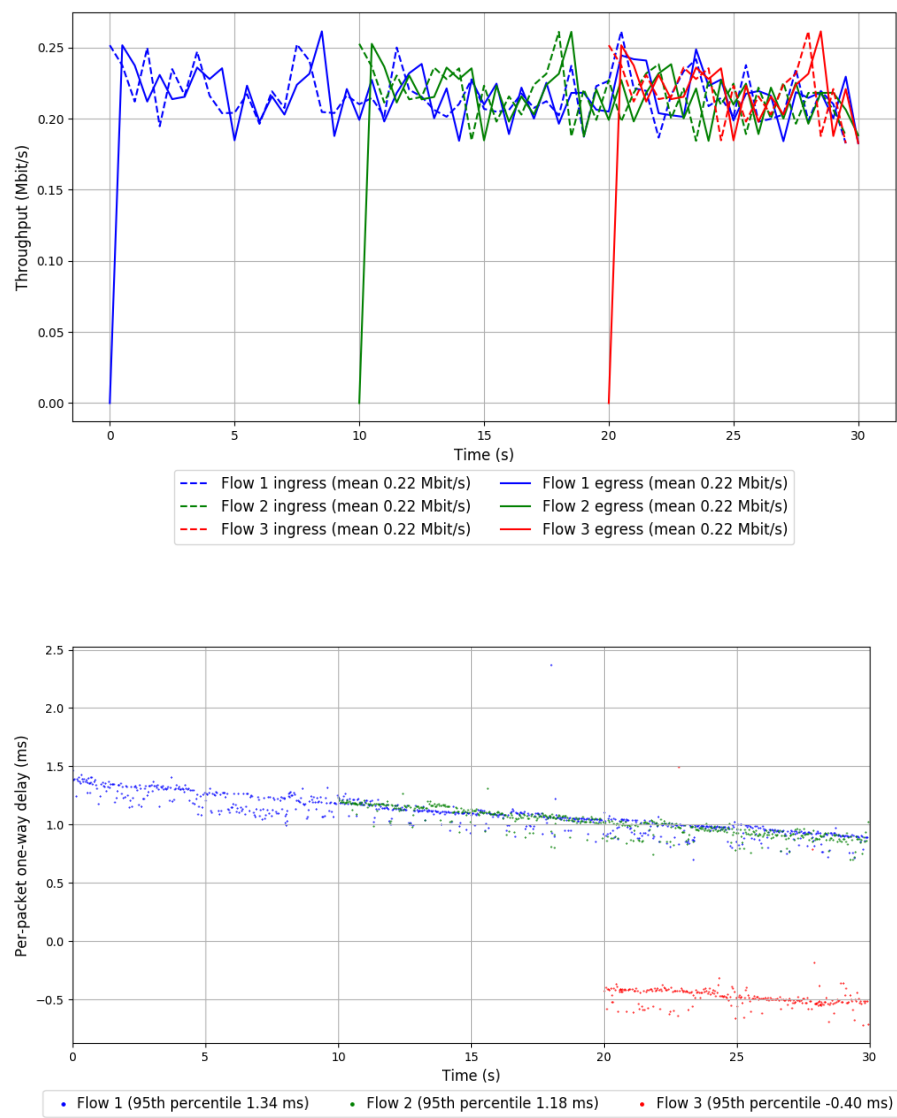 0.25
0.20
0.15
0.10
0.05
0.00
Throughput (Mbit/s)
0 5 10 15 20 25 30
Time (s)
Flow 1 ingress (mean 0.22 Mbit/s) Flow 1 egress (mean 0.22 Mbit/s)
Flow 2 ingress (mean 0.22 Mbit/s) Flow 2 egress (mean 0.22 Mbit/s)
Flow 3 ingress (mean 0.22 Mbit/s) Flow 3 egress (mean 0.22 Mbit/s)
2.5
2.0
1.5
1.0
0.5
0.0
−0.5
Per-packet one-way delay (ms)
0 5 10 15 20 25 30
Time (s)
Flow 1 (95th percentile 1.34 ms) Flow 2 (95th percentile 1.18 ms) Flow 3 (95th percentile -0.40 ms)